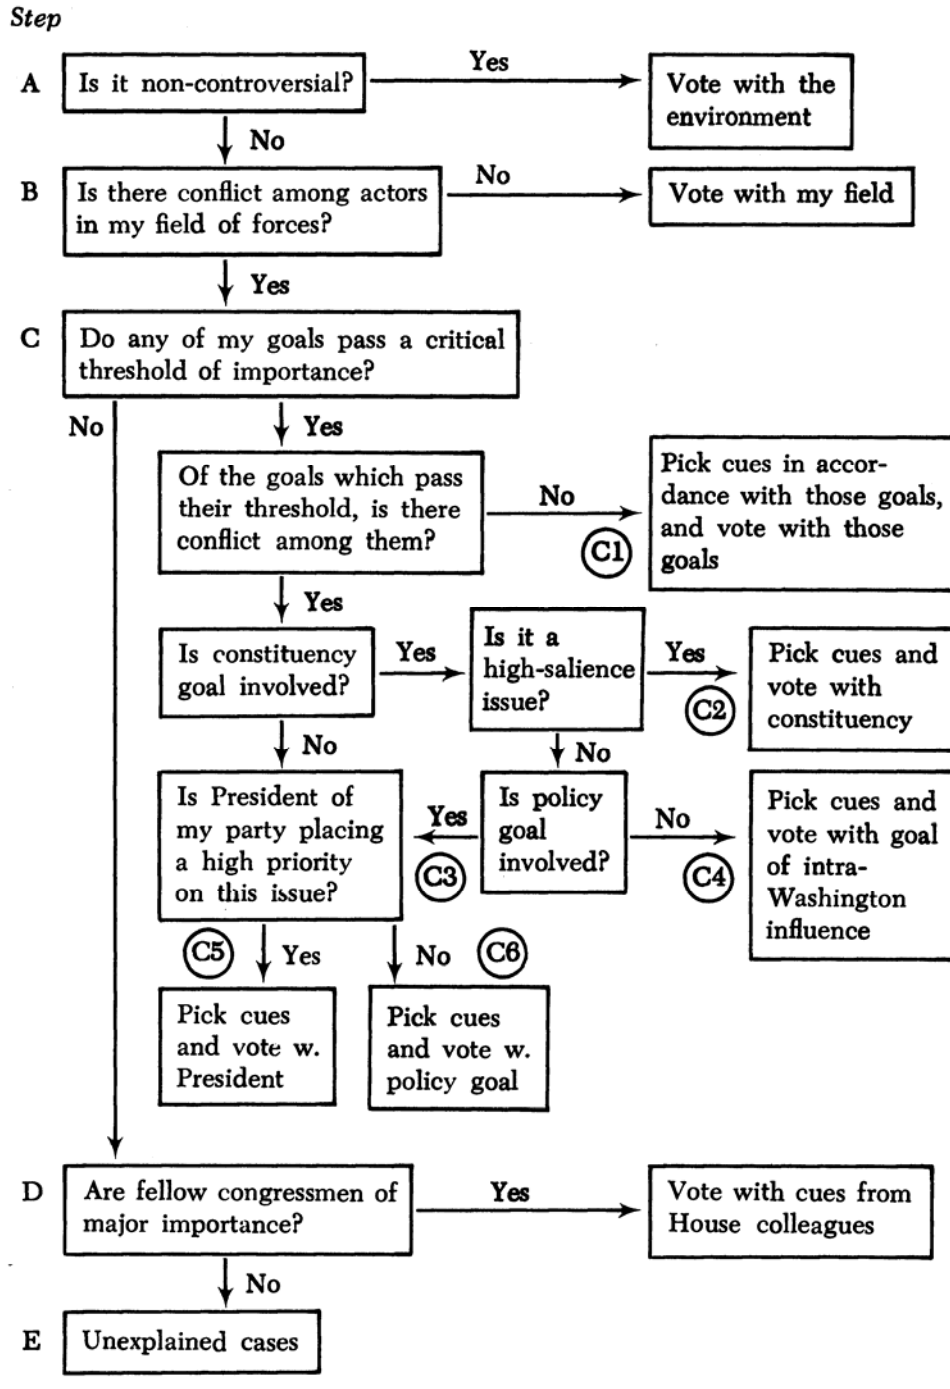 Step
A
Is it non-controversial?
Yes
Vote with the
environment
No
B
Is there conflict among actors
in my field of forces?
No
Vote with my field
Yes
C
Do any of my goals pass a critical
threshold of importance?
No
Yes
Of the goals which pass
their threshold, is there
conflict among them?
No
C1
Pick cues in accor-
dance with those goals,
and vote with those
goals
Yes
Is constituency
goal involved?
Yes
Is it a
high-salience
issue?
Yes
C2
Pick cues and
vote with
constituency
No
No
Is President of
my party placing
a high priority
on this issue?
Yes
C3
Is policy
goal
involved?
No
C4
Pick cues and
vote with goal
of intra-
Washington
influence
C5
Yes
No
C6
Pick cues
and vote w.
President
Pick cues
and vote w.
policy goal
D
Are fellow congressmen of
major importance?
Yes
Vote with cues from
House colleagues
No
E
Unexplained cases